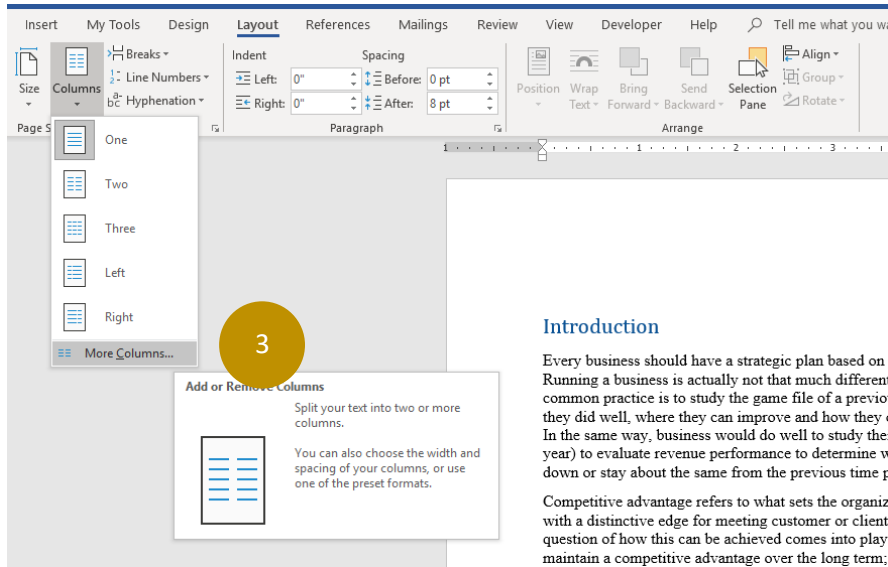 Insert My Tools Design Layout References Mailings Review View Developer Help Tell me what you
Breaks Indent Spacing Align
Line Numbers Left: 0" Before: 0 pt Group
Size Columns Hyphenation Right: 0" After: 8 pt Position Wrap Bring Send Selection Rotate
Text Forward Backward Pane
Page S Paragraph Arrange
1 1 2 3
One
Two
Three
Left
Right
More Columns...
3
Add or Remove Columns
Split your text into two or more
columns.
You can also choose the width and
spacing of your columns, or use
one of the preset formats.
Introduction
Every business should have a strategic plan based on
Running a business is actually not that much different
common practice is to study the game file of a previo
they did well, where they can improve and how they
In the same way, business would do well to study the
year) to evaluate revenue performance to determine w
down or stay about the same from the previous time p
Competitive advantage refers to what sets the organiz
with a distinctive edge for meeting customer or client
question of how this can be achieved comes into play
maintain a competitive advantage over the long term;